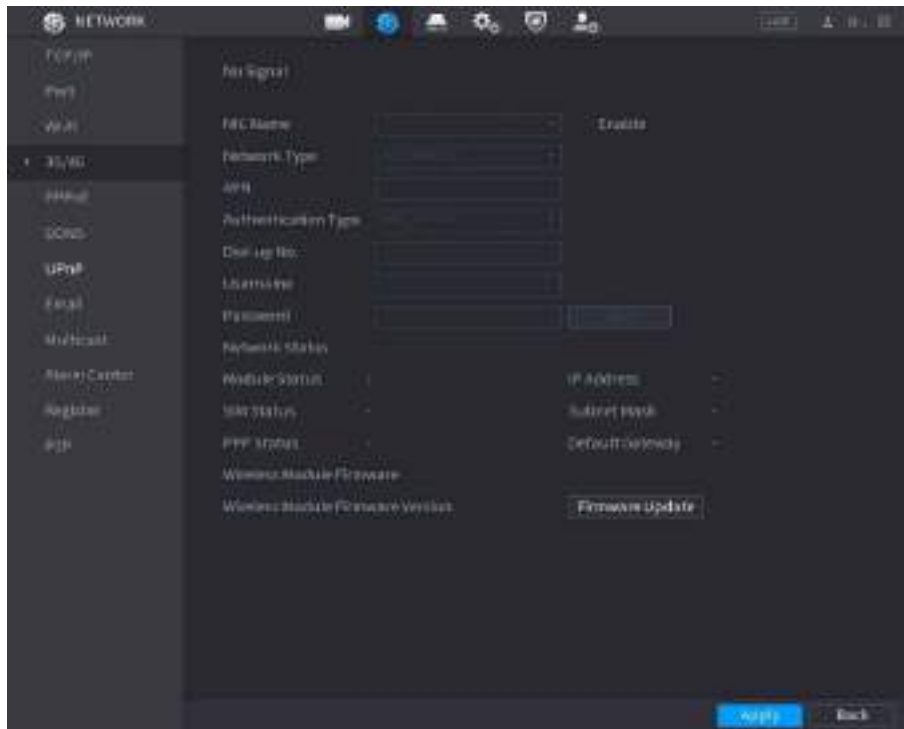 NETWORK
LIVE
TCP/IP
Port
Wi-Fi
3G/4G
PPPoE
DDNS
UPnP
Email
Multicast
Alarm Center
Register
P2P
No Signal
NIC Name
Enable
Network Type
APN
Authentication Type
Dial-up No.
Username
Password
Network Status
Module Status
IP Address
SIM Status
Subnet Mask
PPP Status
Default Gateway
Wireless Module Firmware
Wireless Module Firmware Version
Firmware Update
Apply
Back